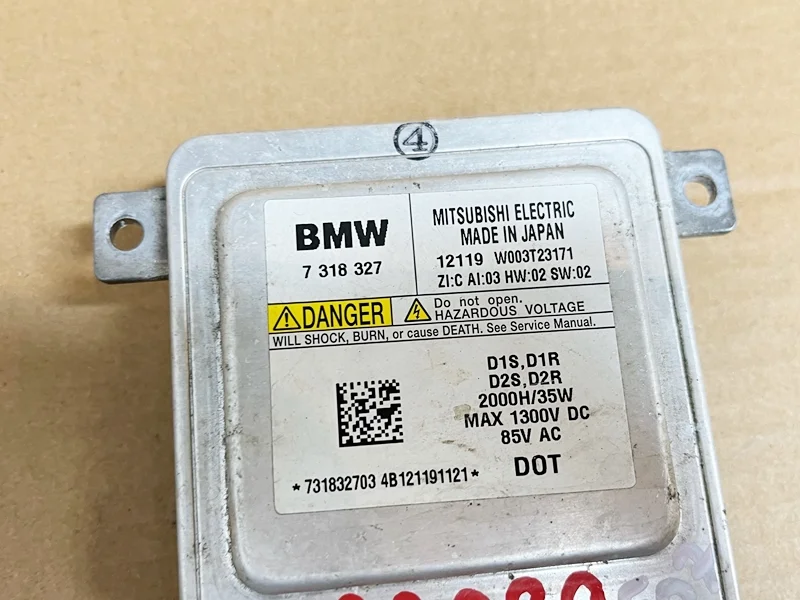 ④
BMW
7 318 327
MITSUBISHI ELECTRIC
MADE IN JAPAN
12119 W003T23171
ZI:C AI:03 HW:02 SW:02
DANGER
Do not open.
HAZARDOUS VOLTAGE
WILL SHOCK, BURN, or cause DEATH. See Service Manual.
D1S,D1R
D2S,D2R
2000H/35W
MAX 1300V DC
85V AC
DOT
*731832703 4B121191121*